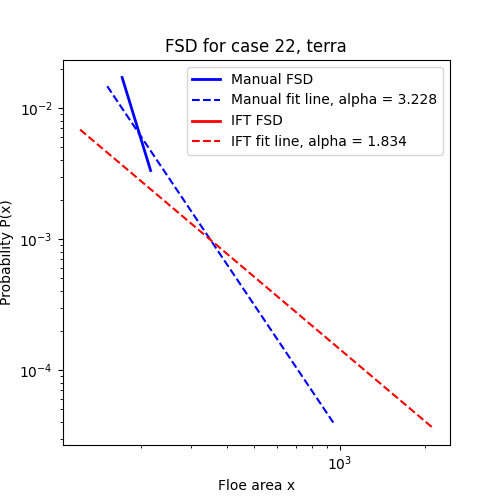 FSD for case 22, terra
Manual FSD
Manual fit line, alpha = 3.228
IFT FSD
IFT fit line, alpha = 1.834
Probability P(x)
10⁻²
10⁻³
10⁻⁴
10³
Floe area x